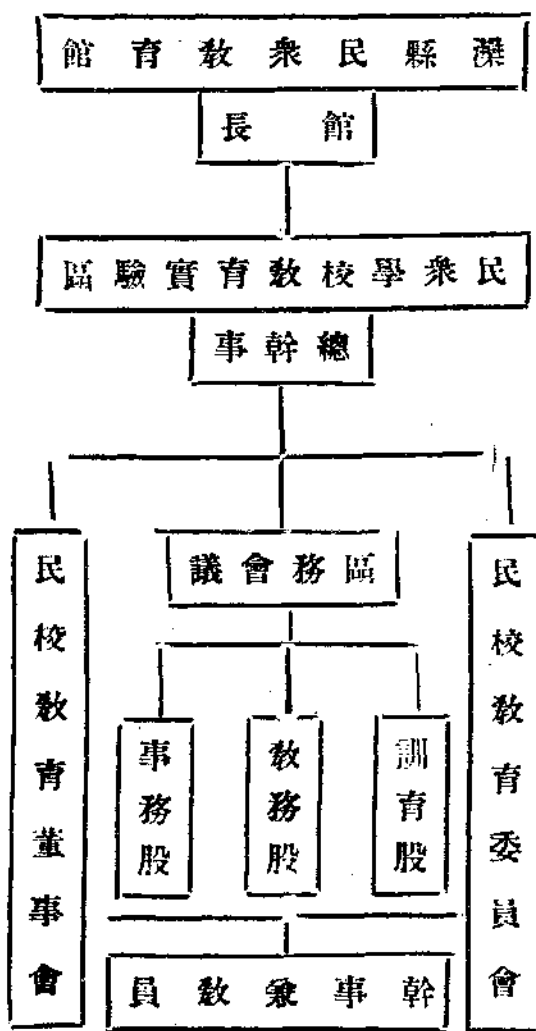 灤縣民衆教育館
館長
民衆學校教育實驗區
總幹事
民校教育委員會
區務會議
民校教育董事會
訓育股
教務股
事務股
幹事兼教員